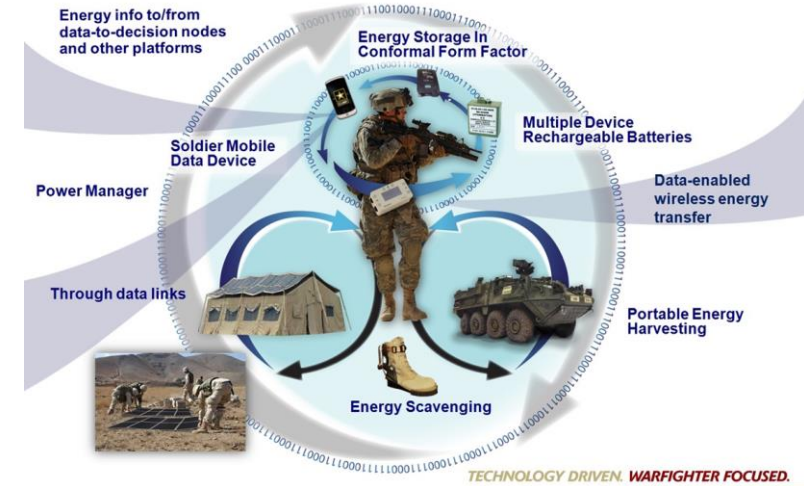 Energy info to/from
data-to-decision nodes
and other platforms
Energy Storage In
Conformal Form Factor
Multiple Device
Rechargeable Batteries
Soldier Mobile
Data Device
Power Manager
Data-enabled
wireless energy
transfer
Through data links
Portable Energy
Harvesting
Energy Scavenging
TECHNOLOGY DRIVEN. WARFIGHTER FOCUSED.